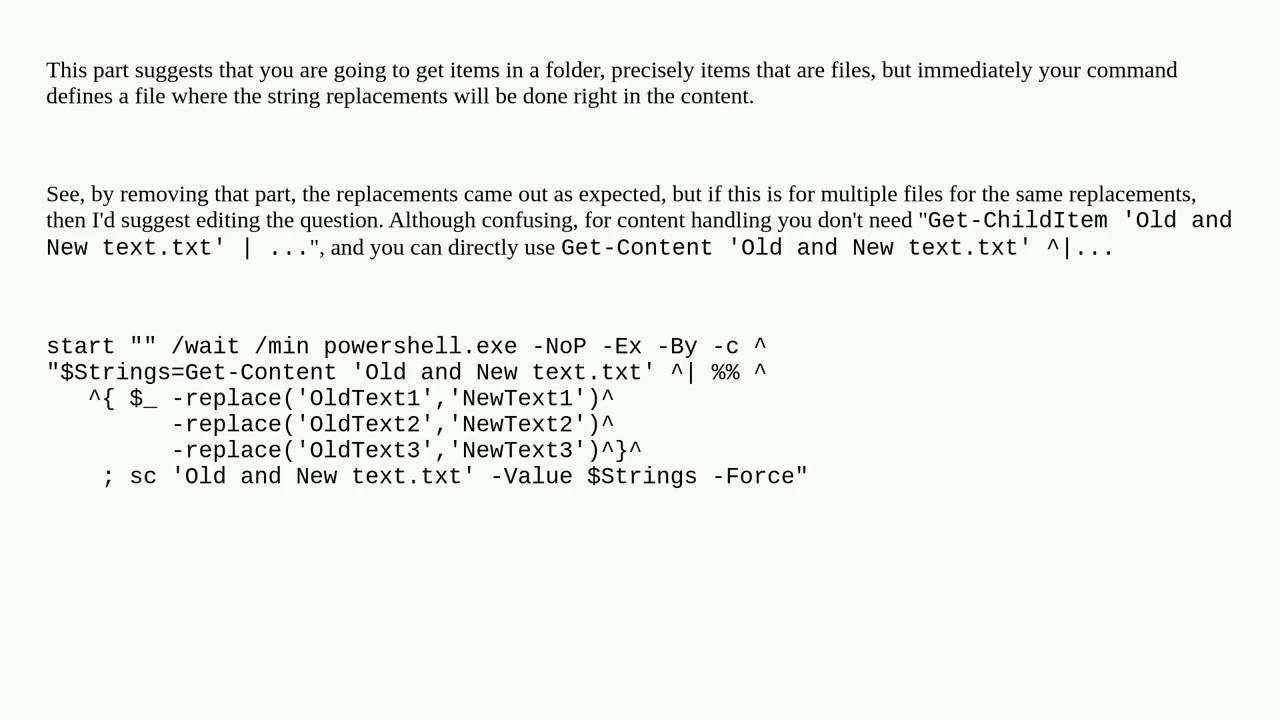 This part suggests that you are going to get items in a folder, precisely items that are files, but immediately your command
defines a file where the string replacements will be done right in the content.
See, by removing that part, the replacements came out as expected, but if this is for multiple files for the same replacements,
then I'd suggest editing the question. Although confusing, for content handling you don't need "Get-ChildItem 'Old and
New text.txt' | ...", and you can directly use Get-Content 'Old and New text.txt' ^|...
start "" /wait /min powershell.exe -NoP -Ex -By -c ^
"$Strings=Get-Content 'Old and New text.txt' ^| %% ^
   ^{ $_ -replace('OldText1','NewText1')^
         -replace('OldText2','NewText2')^
         -replace('OldText3','NewText3')^}^
    ; sc 'Old and New text.txt' -Value $Strings -Force"